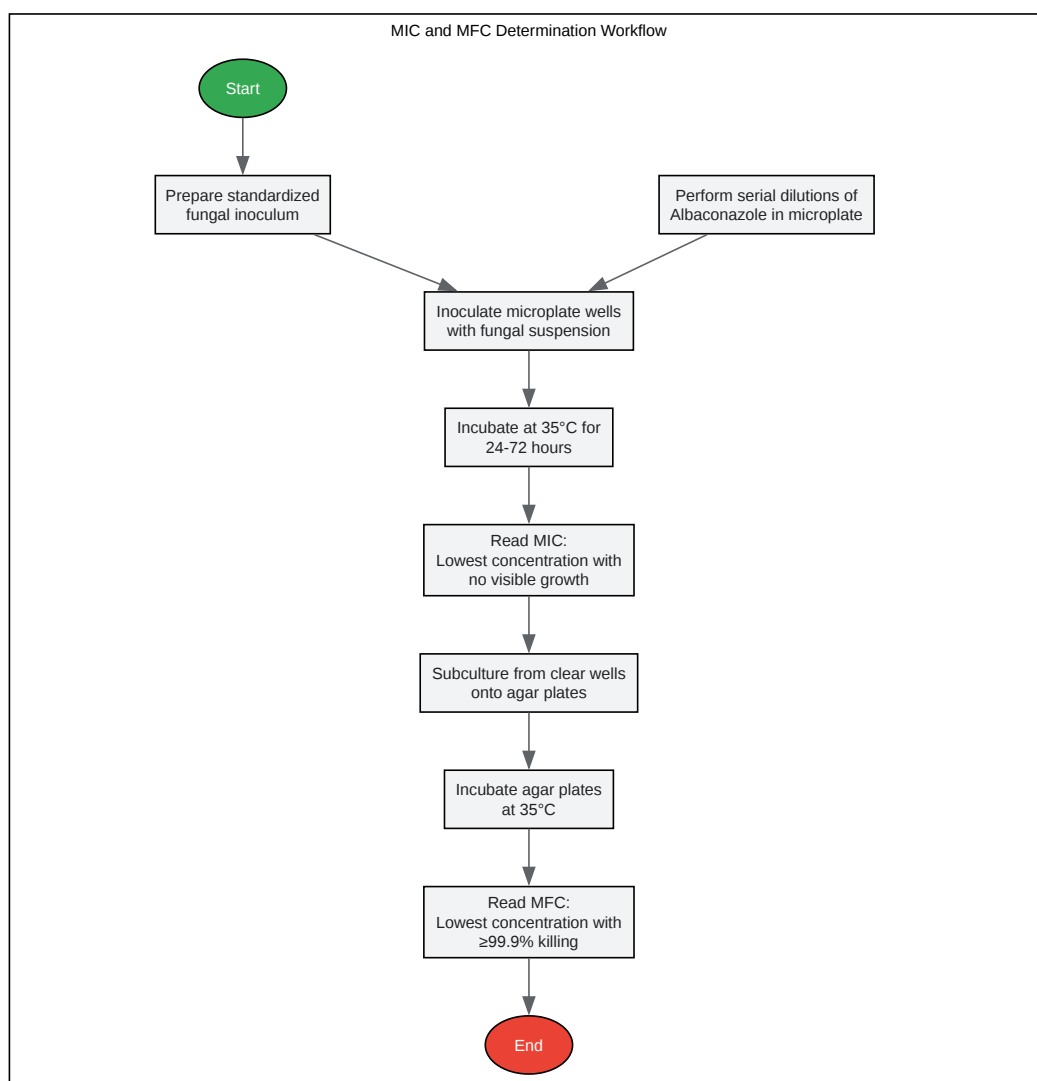 MIC and MFC Determination Workflow
Start
Prepare standardized
fungal inoculum
Perform serial dilutions of
Albaconazole in microplate
Inoculate microplate wells
with fungal suspension
Incubate at 35°C for
24-72 hours
Read MIC:
Lowest concentration with
no visible growth
Subculture from clear wells
onto agar plates
Incubate agar plates
at 35°C
Read MFC:
Lowest concentration with
≥99.9% killing
End